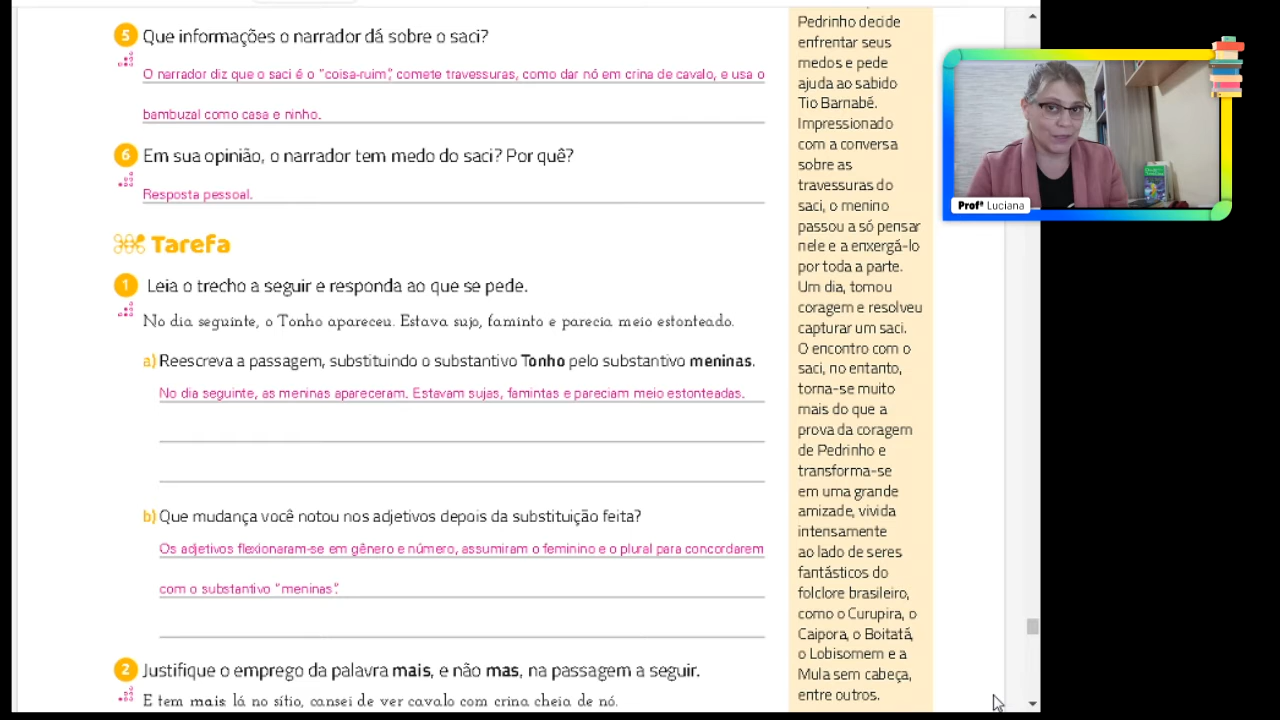 5 Que informações o narrador dá sobre o saci?
O narrador diz que o saci é o “coisa-ruim”, comete travessuras, como dar nó em crina de cavalo, e usa o
bambuzal como casa e ninho.
6 Em sua opinião, o narrador tem medo do saci? Por quê?
Resposta pessoal.
Tarefa
1 Leia o trecho a seguir e responda ao que se pede.
No dia seguinte, o Tonho apareceu. Estava sujo, faminto e parecia meio estonteado.
a) Reescreva a passagem, substituindo o substantivo Tonho pelo substantivo meninas.
No dia seguinte, as meninas apareceram. Estavam sujas, famintas e pareciam meio estonteadas.
b) Que mudança você notou nos adjetivos depois da substituição feita?
Os adjetivos flexionaram-se em gênero e número, assumiram o feminino e o plural para concordarem
com o substantivo “meninas”.
2 Justifique o emprego da palavra mais, e não mas, na passagem a seguir.
E tem mais: lá no sítio, cansei de ver cavalo com crina cheia de nó.
Pedrinho decide
enfrentar seus
medos e pede
ajuda ao sabido
Tio Barnabé.
Impressionado
com a conversa
sobre as
travessuras do
saci, o menino
passou a só pensar
nele e a enxergá-lo
por toda a parte.
Um dia, tomou
coragem e resolveu
capturar um saci.
O encontro com o
saci, no entanto,
torna-se muito
mais do que a
prova da coragem
de Pedrinho e
transforma-se
em uma grande
amizade, vivida
intensamente
ao lado de seres
fantásticos do
folclore brasileiro,
como o Curupira, o
Caipora, o Boitatá,
o Lobisomem e a
Mula sem cabeça,
entre outros.
Profª Luciana